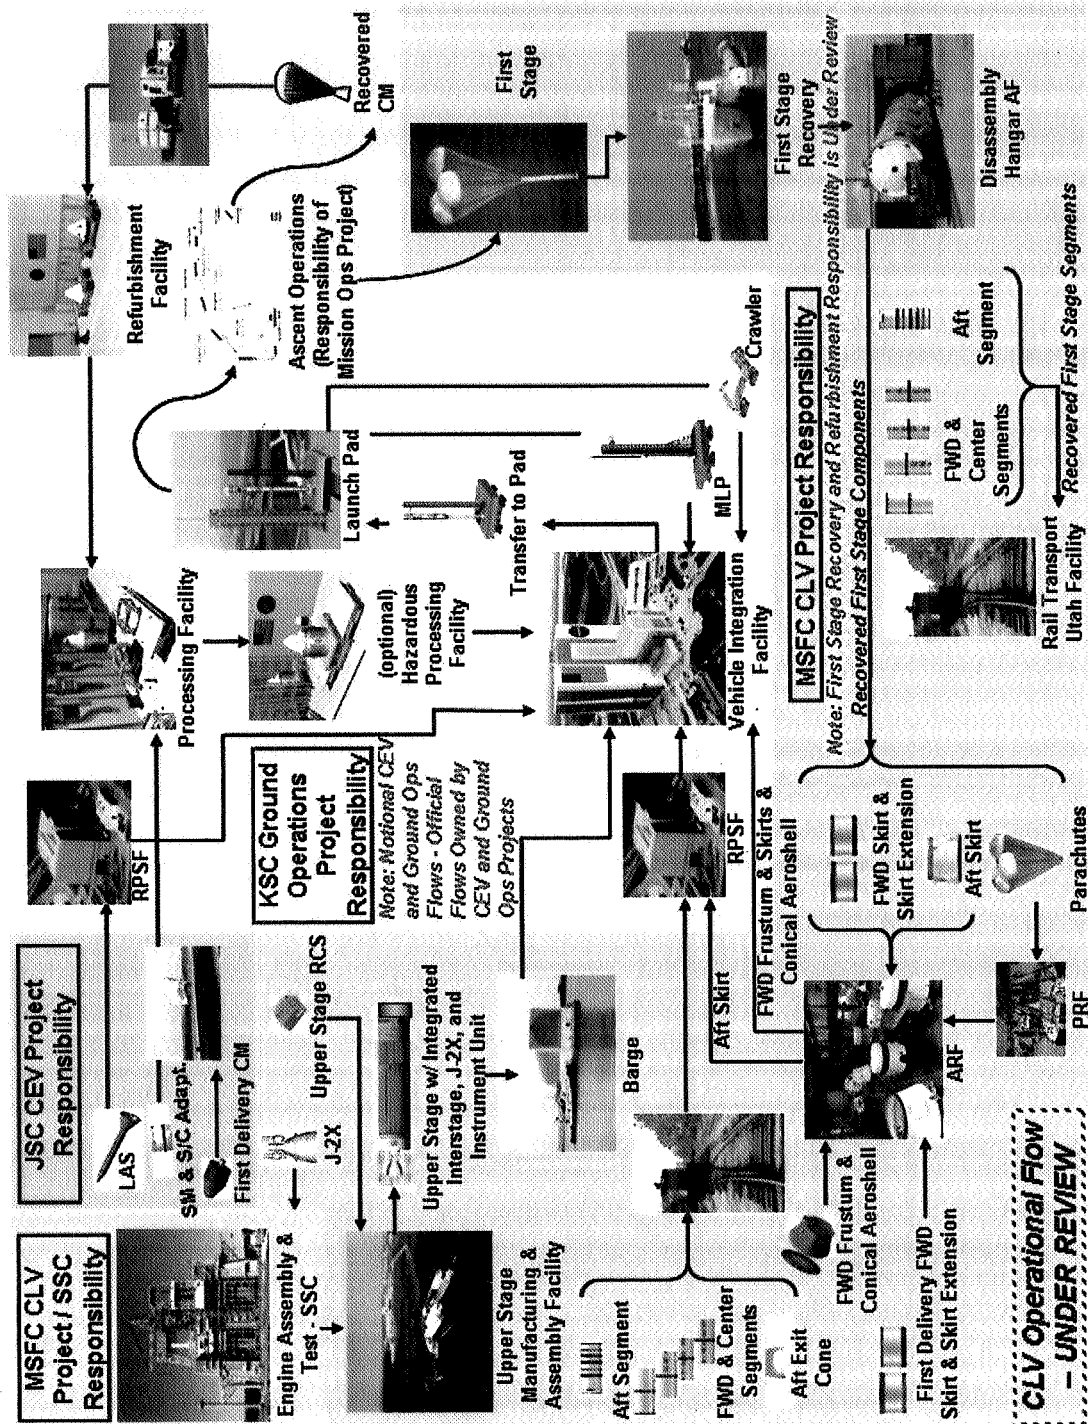 MSFC CLV
Project / SSC
Responsibility
Engine Assembly &
Test - SSC
Upper Stage
Manufacturing &
Assembly Facility
Aft Segment
FWD & Center
Segments
Aft Exit
Cone
FWD Frustum &
Conical Aeroshell
First Delivery FWD
Skirt & Skirt Extension
CLV Operational Flow
– UNDER REVIEW
JSC CEV Project
Responsibility
LAS
SM & S/C Adapt.
First Delivery CM
J-2X
Upper Stage RCS
Upper Stage w/ Integrated
Interstage, J-2X, and
Instrument Unit
Barge
Aft Skirt
ARF
PRF
RPSF
KSC Ground
Operations
Project
Responsibility
Note: Notional CEV
and Ground Ops
Flows - Official
Flows Owned by
CEV and Ground
Ops Projects
RPSF
FWD Frustum & Skirts &
Conical Aeroshell
FWD Skirt &
Skirt Extension
Aft Skirt
Parachutes
Processing Facility
(optional)
Hazardous
Processing
Facility
Vehicle Integration
Facility
Launch Pad
Transfer to Pad
MLP
Crawler
MSFC CLV Project Responsibility
Note: First Stage Recovery and Refurbishment Responsibility is Under Review
Recovered First Stage Components
Rail Transport
Utah Facility
FWD &
Center
Segments
Aft
Segment
Recovered First Stage Segments
Refurbishment
Facility
Ascent Operations
(Responsibility of
Mission Ops Project)
Recovered
CM
First
Stage
First Stage
Recovery
Disassembly
Hangar AF